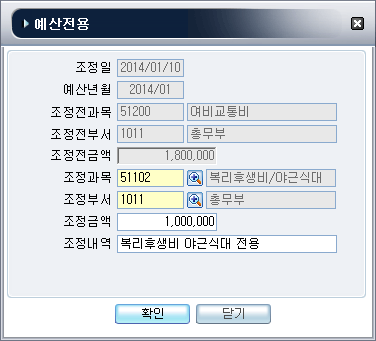 예산전용
조정일 2014/01/10
예산년월 2014/01
조정전과목 51200 여비교통비
조정전부서 1011 총무부
조정전금액 1,800,000
조정과목 51102 복리후생비/야근식대
조정부서 1011 총무부
조정금액 1,000,000
조정내역 복리후생비 야근식대 전용
확인 닫기